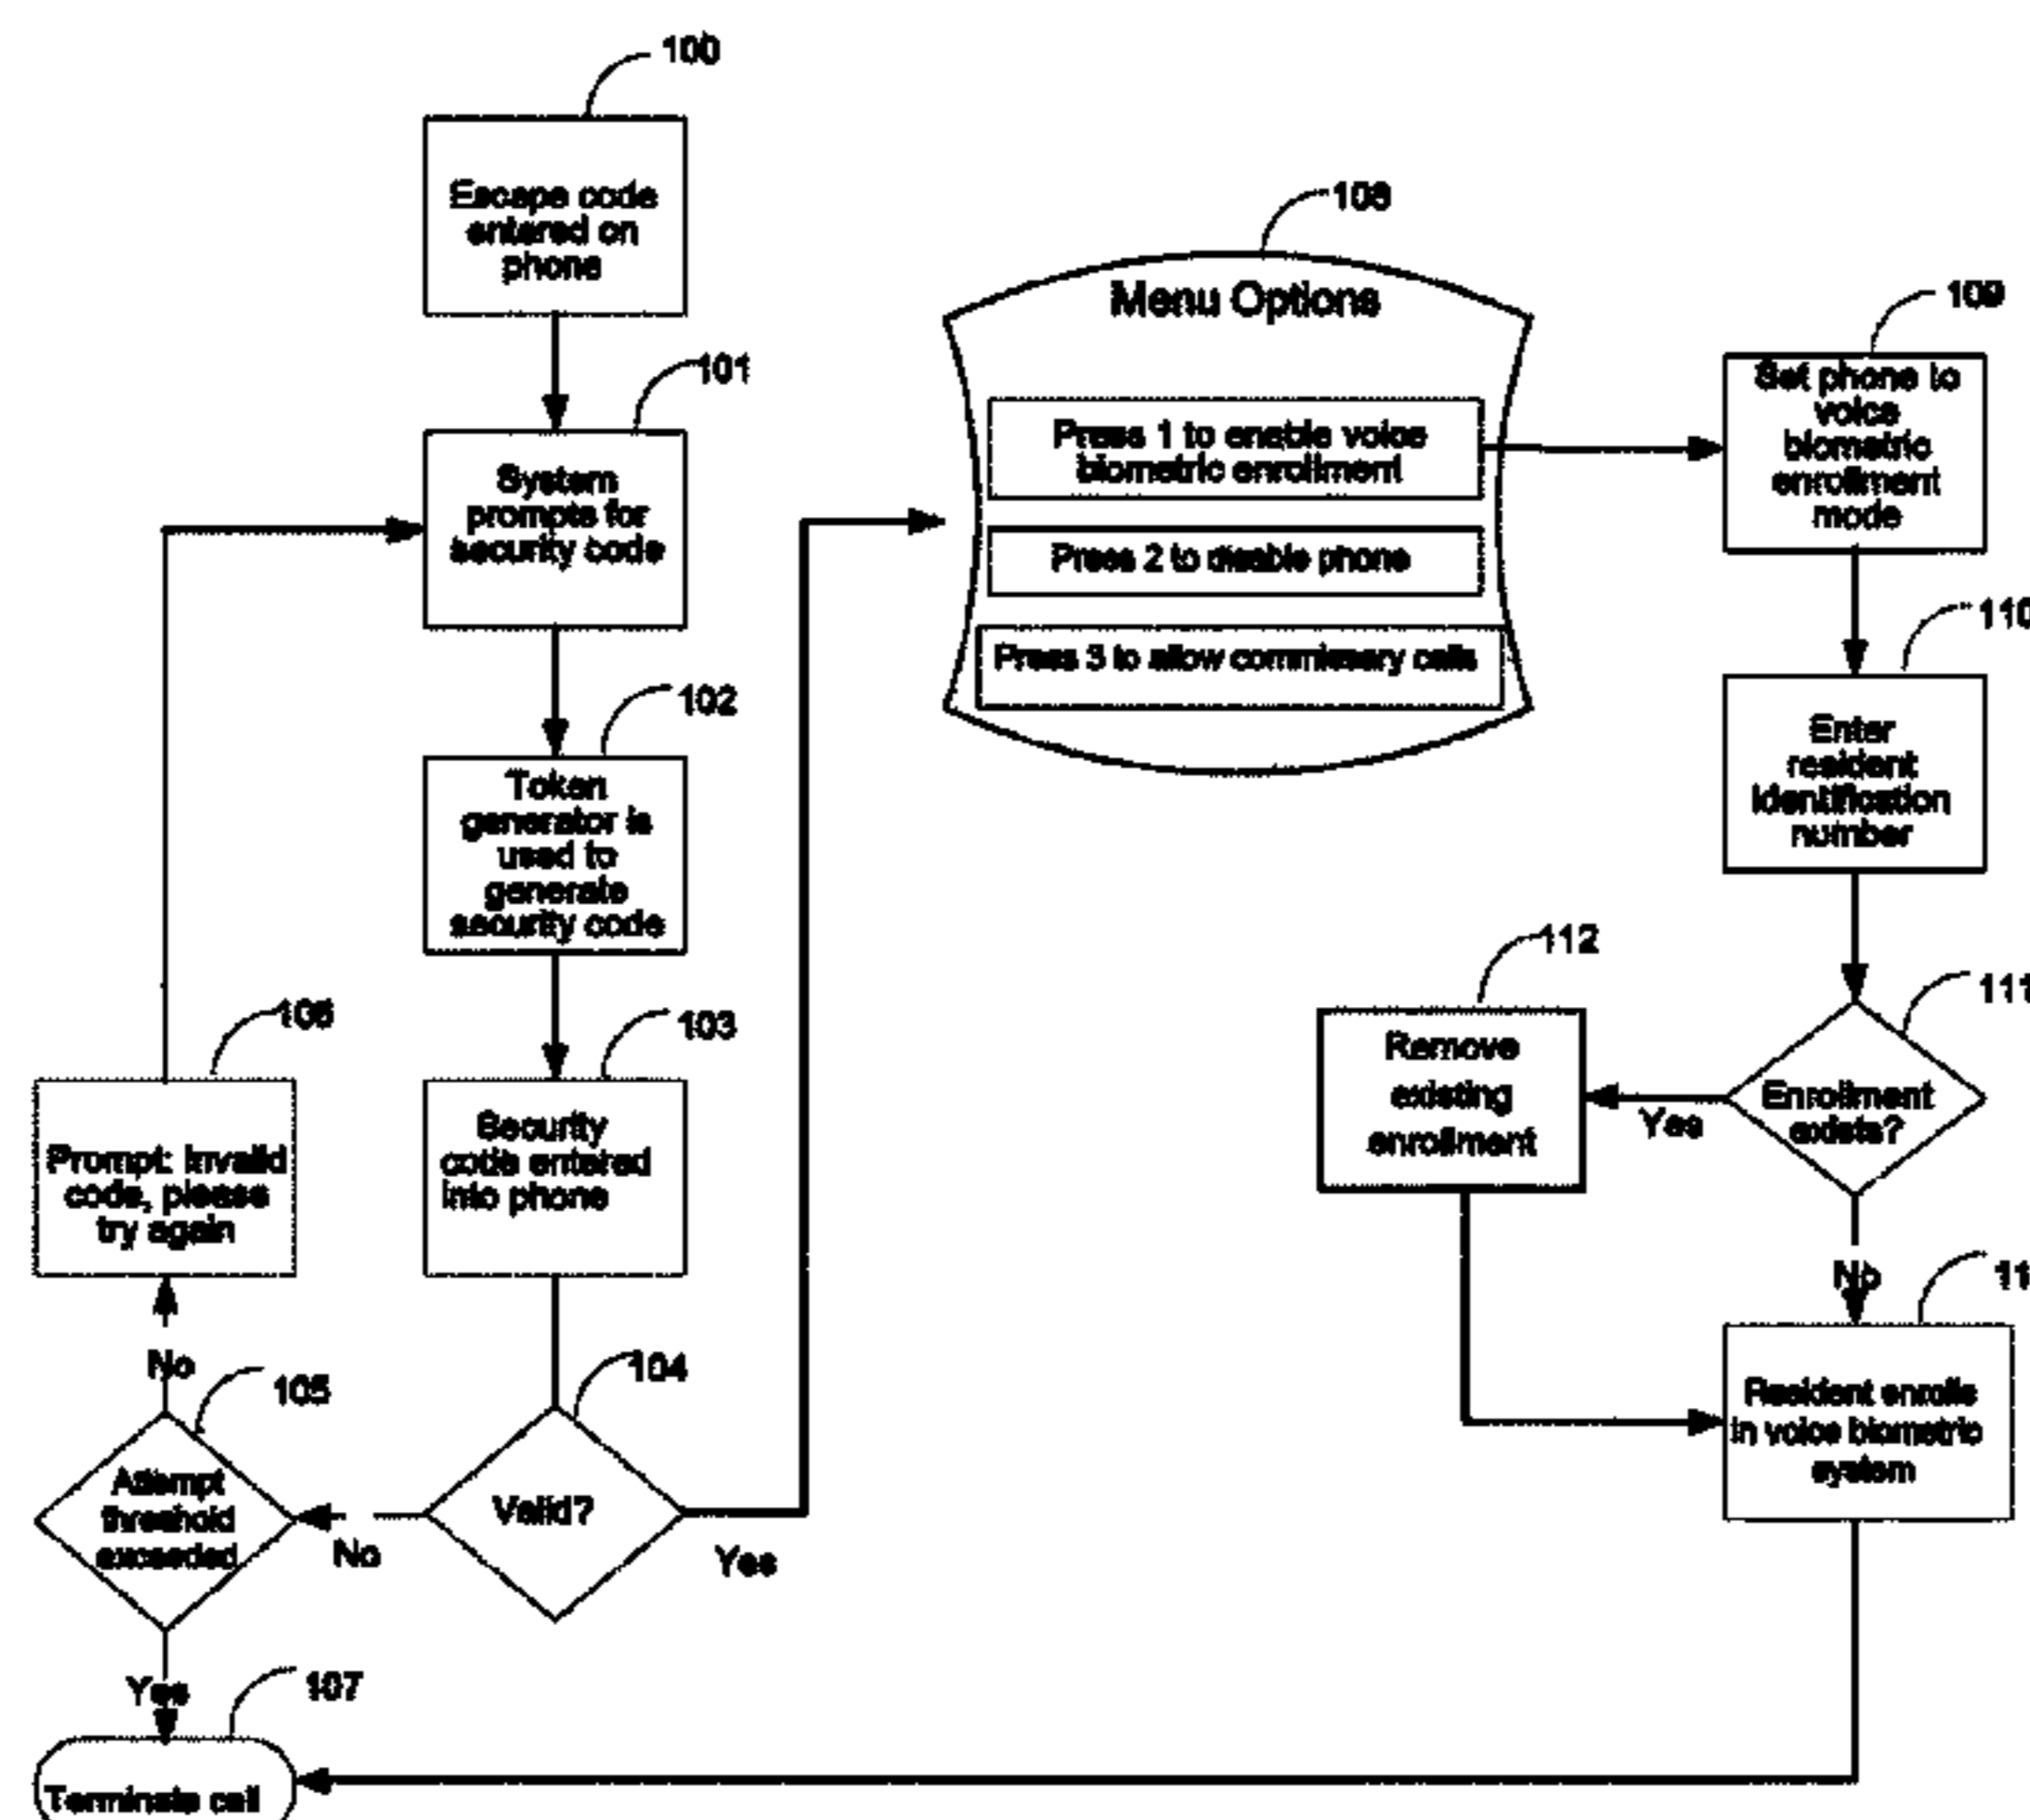 100
Escape code
entered on
phone
101
System
prompts for
security code
102
Token
generator is
used to
generate
security code
103
Security
code entered
into phone
104
Valid?
No
Yes
105
Attempt
threshold
exceeded
No
Yes
106
Prompt: Invalid
code, please
try again
107
Terminate call
108
Menu Options
Press 1 to enable voice
biometric enrollment
Press 2 to disable phone
Press 3 to allow commissary calls
109
Set phone to
voice
biometric
enrollment
mode
110
Enter
resident
identification
number
111
Enrollment
exists?
Yes
No
112
Remove
existing
enrollment
11
Resident enrolls
in voice biometric
system